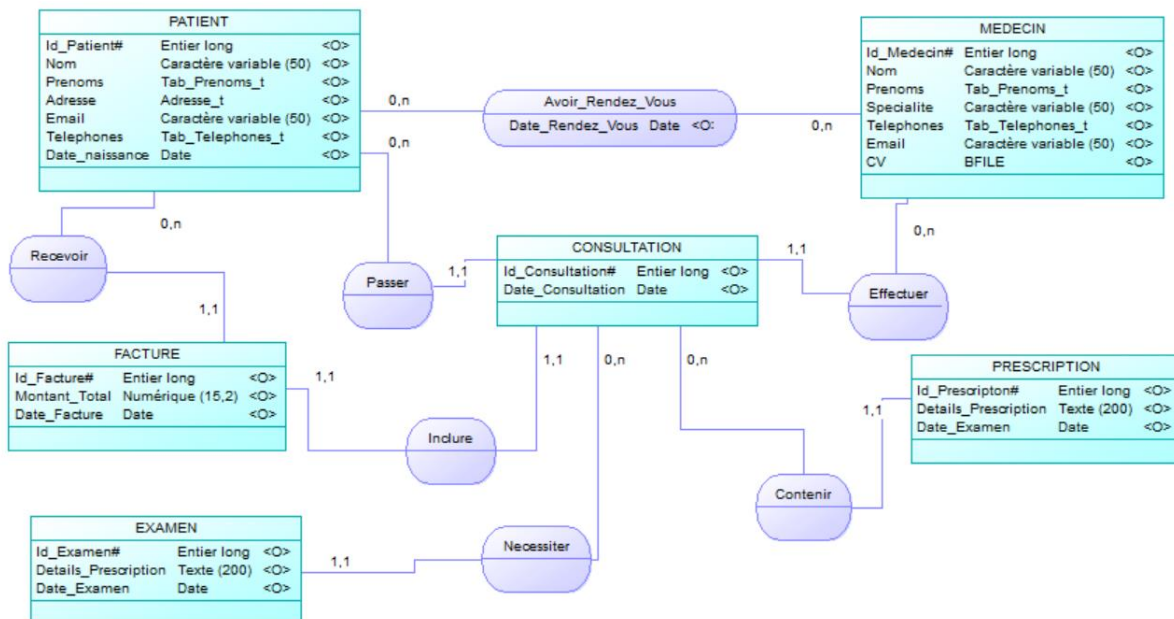 PATIENT
Id_Patient# Entier long <O>
Nom Caractère variable (50) <O>
Prenoms Tab_Prenoms_t <O>
Adresse Adresse_t <O>
Email Caractère variable (50) <O>
Telephones Tab_Telephones_t <O>
Date_naissance Date <O>
MEDECIN
Id_Medecin# Entier long <O>
Nom Caractère variable (50) <O>
Prenoms Tab_Prenoms_t <O>
Specialite Caractère variable (50) <O>
Telephones Tab_Telephones_t <O>
Email Caractère variable (50) <O>
CV BFILE <O>
0,n
Avoir_Rendez_Vous
Date_Rendez_Vous Date <O:
0,n
0,n
0,n
Recevoir
1,1
Passer
1,1
CONSULTATION
Id_Consultation# Entier long <O>
Date_Consultation Date <O>
1,1
0,n
Effectuer
FACTURE
Id_Facture# Entier long <O>
Montant_Total Numérique (15,2) <O>
Date_Facture Date <O>
1,1
1,1
0,n
0,n
Inclure
PRESCRIPTION
Id_Prescripton# Entier long <O>
Details_Prescription Texte (200) <O>
Date_Examen Date <O>
1,1
Contenir
EXAMEN
Id_Examen# Entier long <O>
Details_Prescription Texte (200) <O>
Date_Examen Date <O>
1,1
Necessiter